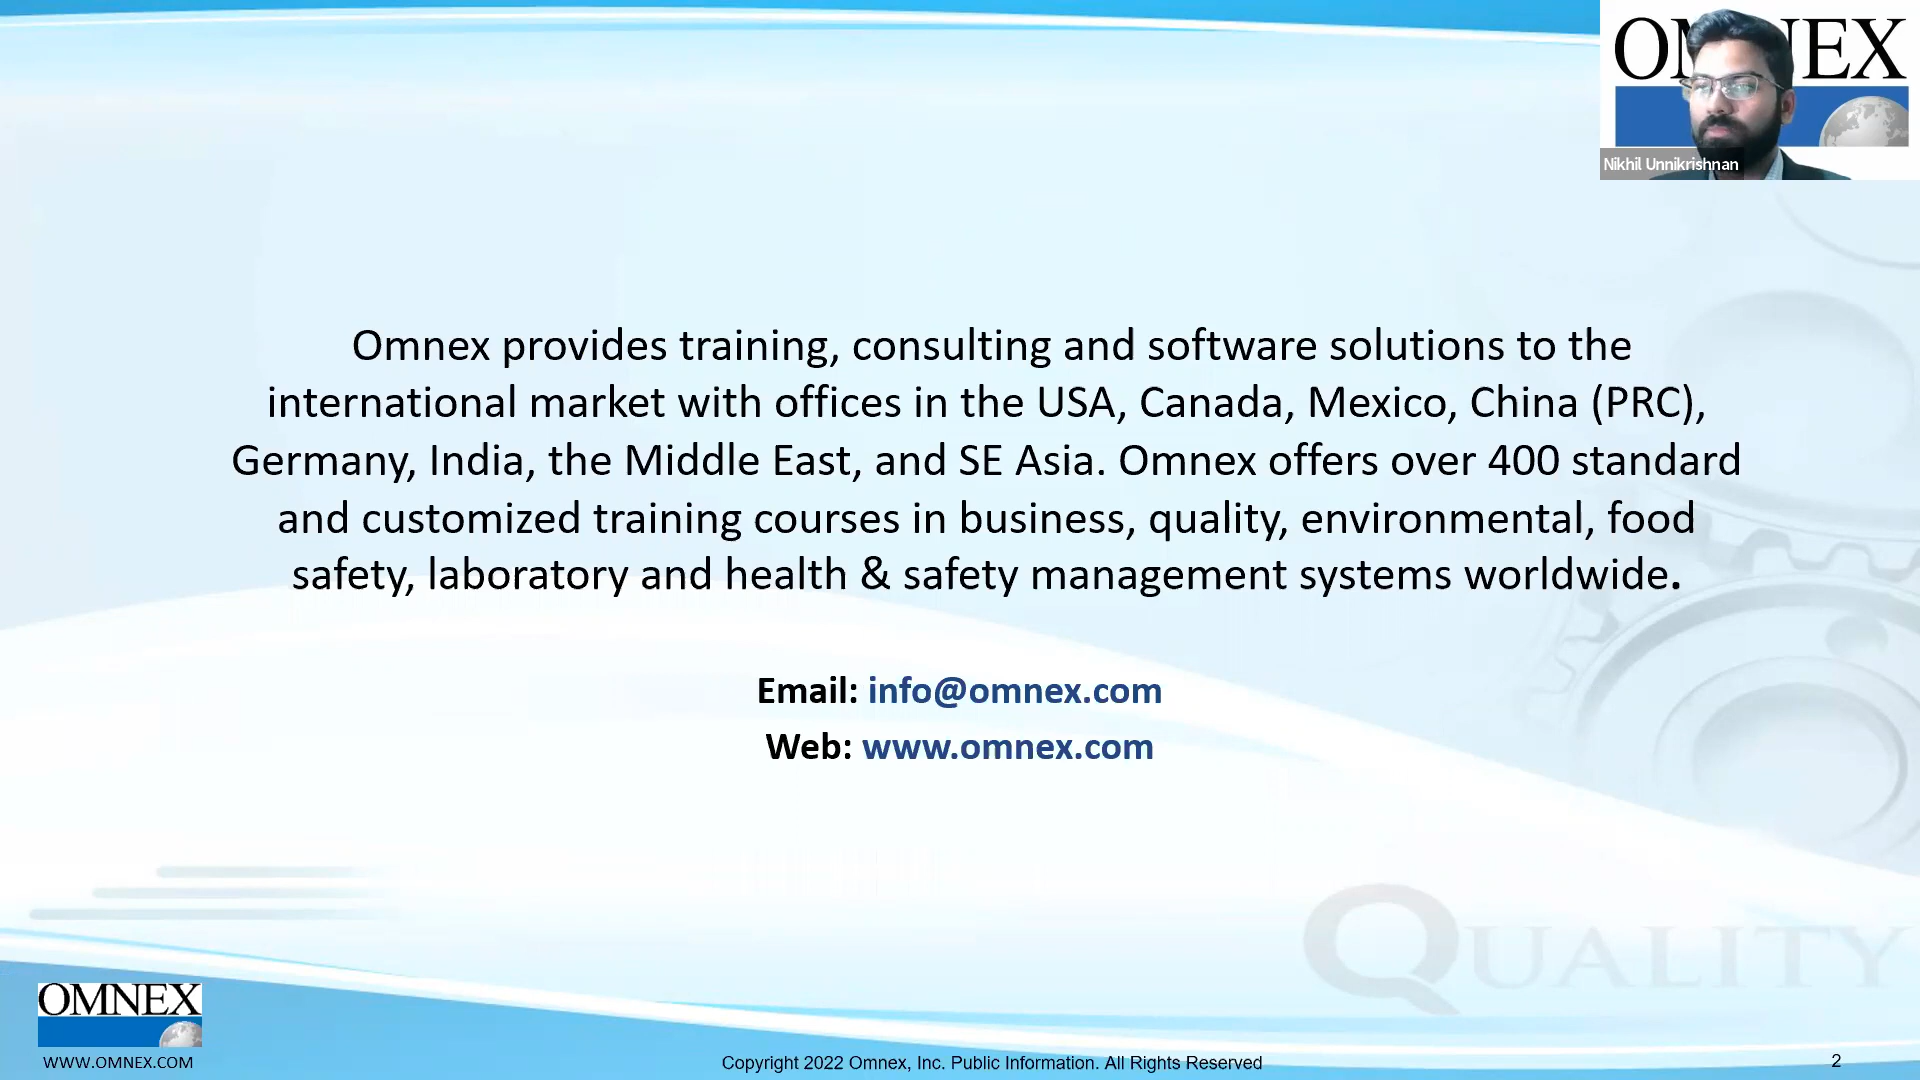 OMNEX
Nikhil Unnikrishnan
Omnex provides training, consulting and software solutions to the
international market with offices in the USA, Canada, Mexico, China (PRC),
Germany, India, the Middle East, and SE Asia. Omnex offers over 400 standard
and customized training courses in business, quality, environmental, food
safety, laboratory and health & safety management systems worldwide.
Email: info@omnex.com
Web: www.omnex.com
QUALITY
OMNEX
WWW.OMNEX.COM
Copyright 2022 Omnex, Inc. Public Information. All Rights Reserved
2